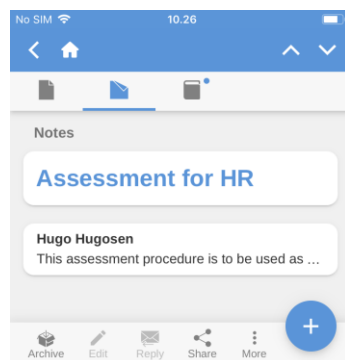 No SIM 10.26
Notes
Assessment for HR
Hugo Hugosen
This assessment procedure is to be used as ...
Archive Edit Reply Share More